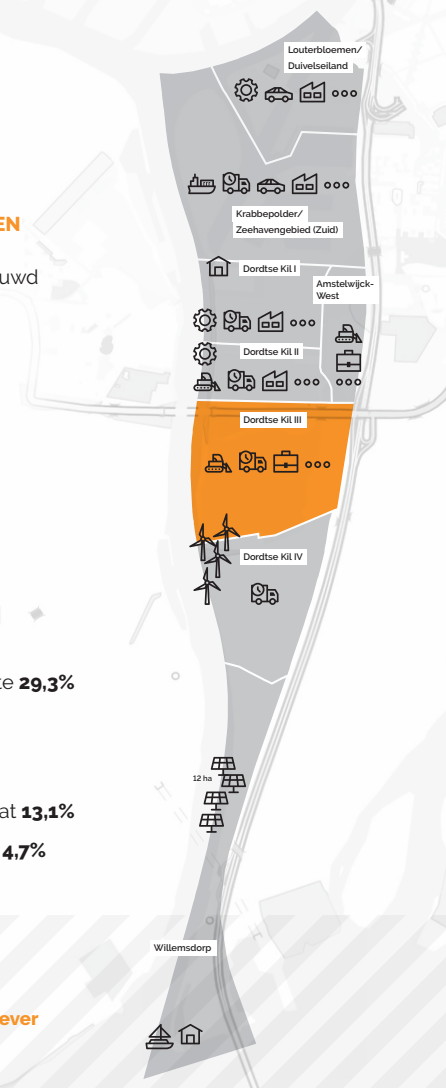 Louterbloemen/
Duivelseiland
Krabbepolder/
Zeehavengebied (Zuid)
EN
uwd
Dordtse Kil I
Amstelwijck-
West
Dordtse Kil II
Dordtse Kil III
Dordtse Kil IV
te 29,3%
12 ha
at 13,1%
4,7%
Willemsdorp
ever